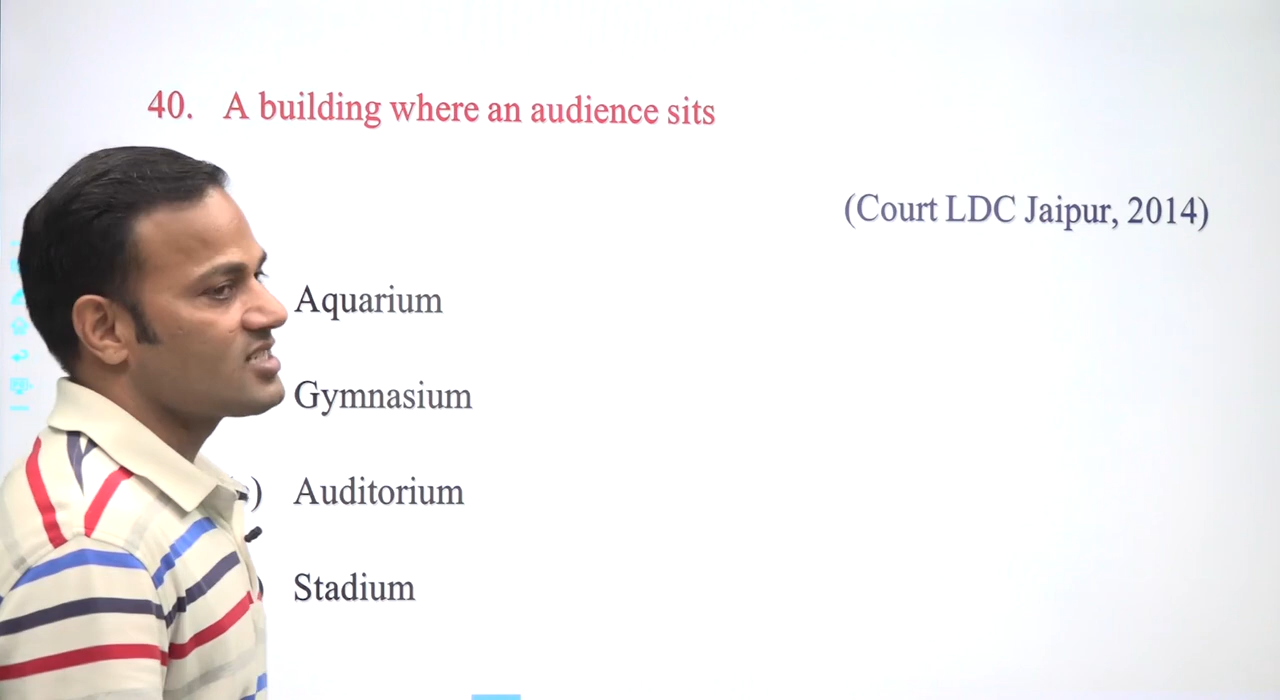 40. A building where an audience sits
(Court LDC Jaipur, 2014)
Aquarium
Gymnasium
) Auditorium
) Stadium